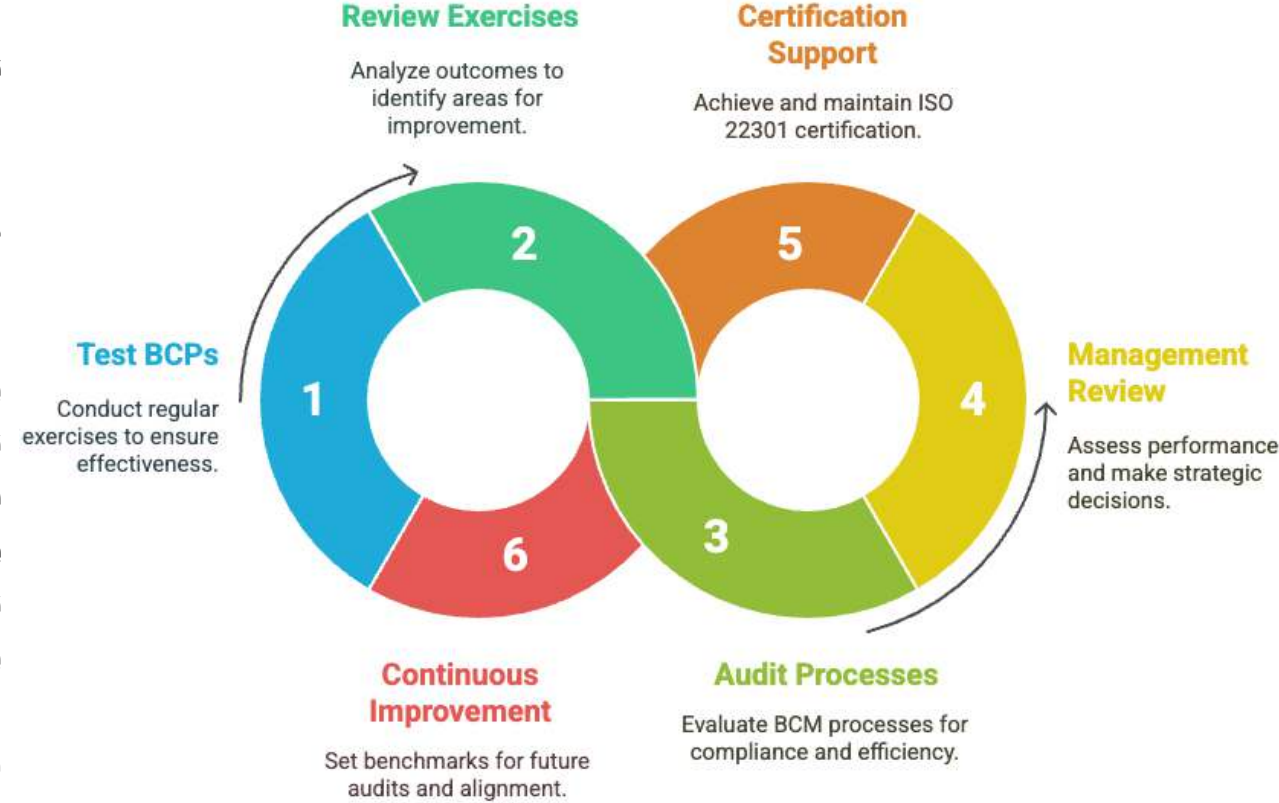 Review Exercises
Analyze outcomes to
identify areas for
improvement.
Certification
Support
Achieve and maintain ISO
22301 certification.
2
5
Test BCPs
Conduct regular
exercises to ensure
effectiveness.
1
4
Management
Review
Assess performance
and make strategic
decisions.
6
3
Continuous
Improvement
Set benchmarks for future
audits and alignment.
Audit Processes
Evaluate BCM processes for
compliance and efficiency.